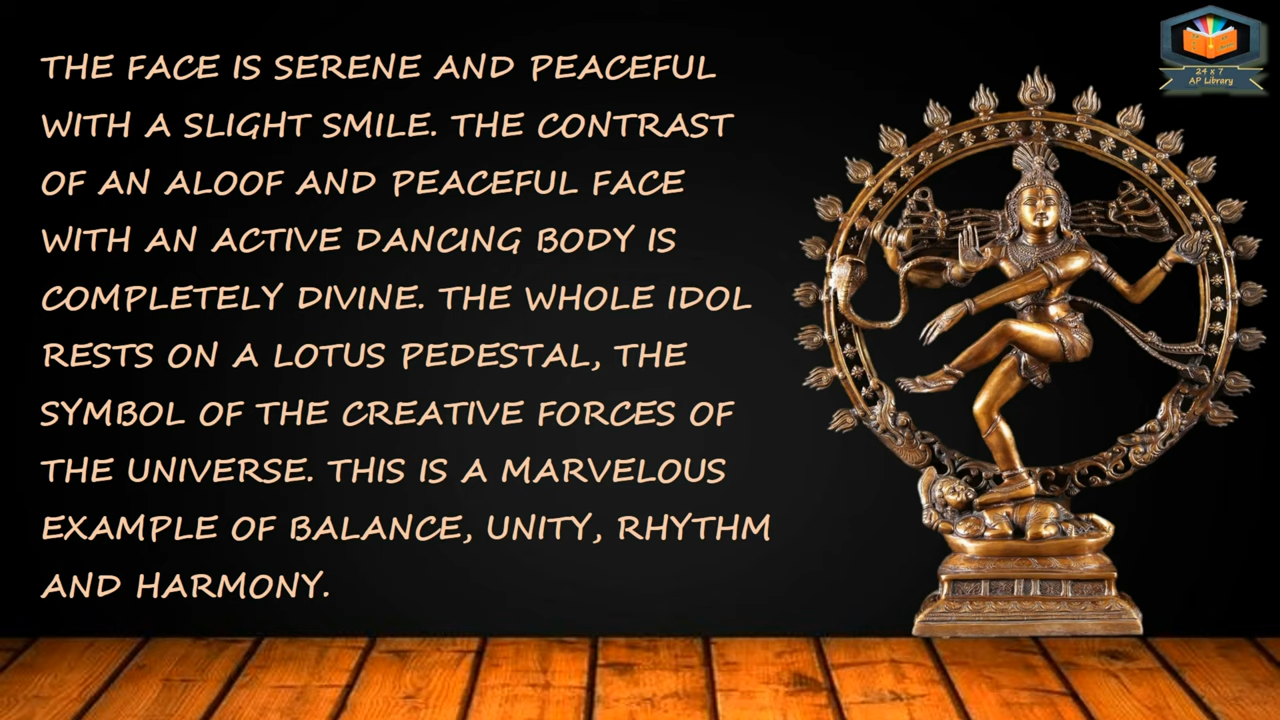 THE FACE IS SERENE AND PEACEFUL
WITH A SLIGHT SMILE. THE CONTRAST
OF AN ALOOF AND PEACEFUL FACE
WITH AN ACTIVE DANCING BODY IS
COMPLETELY DIVINE. THE WHOLE IDOL
RESTS ON A LOTUS PEDESTAL, THE
SYMBOL OF THE CREATIVE FORCES OF
THE UNIVERSE. THIS IS A MARVELOUS
EXAMPLE OF BALANCE, UNITY, RHYTHM
AND HARMONY.
24 x 7
AP Library